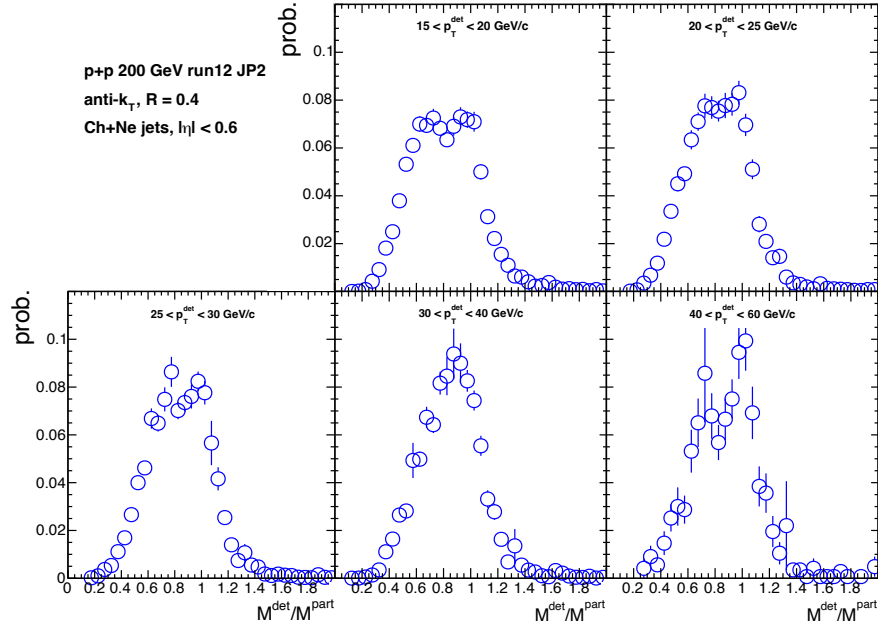 prob.
0.1
0.08
0.06
0.04
0.02
15 < p_T^det < 20 GeV/c
20 < p_T^det < 25 GeV/c
p+p 200 GeV run12 JP2
anti-k_T, R = 0.4
Ch+Ne jets, |η| < 0.6
prob.
0.1
0.08
0.06
0.04
0.02
0
25 < p_T^det < 30 GeV/c
30 < p_T^det < 40 GeV/c
40 < p_T^det < 60 GeV/c
0 0.2 0.4 0.6 0.8 1 1.2 1.4 1.6 1.8
0.2 0.4 0.6 0.8 1 1.2 1.4 1.6 1.8
0.2 0.4 0.6 0.8 1 1.2 1.4 1.6 1.8
M^det/M^part
M^det/M^part
M^det/M^part